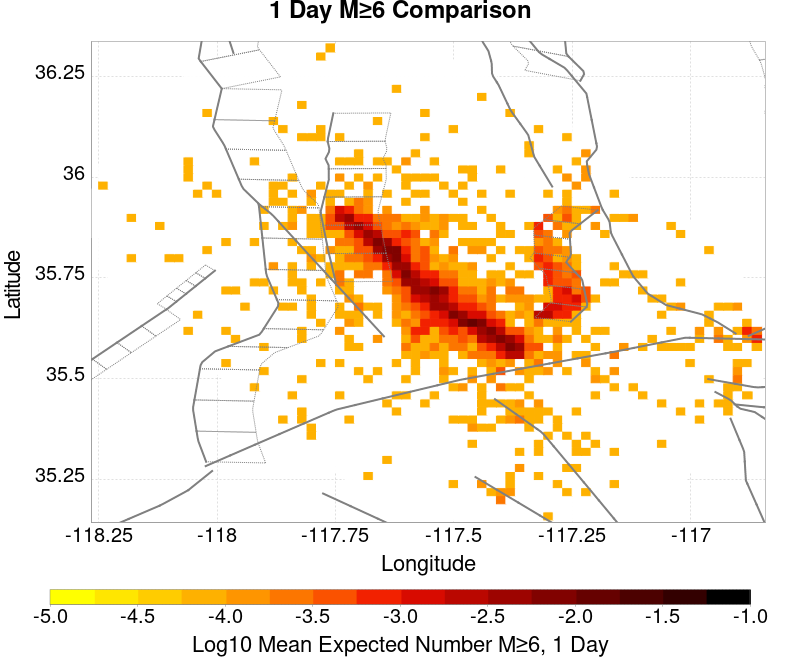 1 Day M≥6 Comparison
36.25
36
35.75
35.5
35.25
Latitude
-118.25 -118 -117.75 -117.5 -117.25 -117
Longitude
-5.0 -4.5 -4.0 -3.5 -3.0 -2.5 -2.0 -1.5 -1.0
Log10 Mean Expected Number M≥6, 1 Day